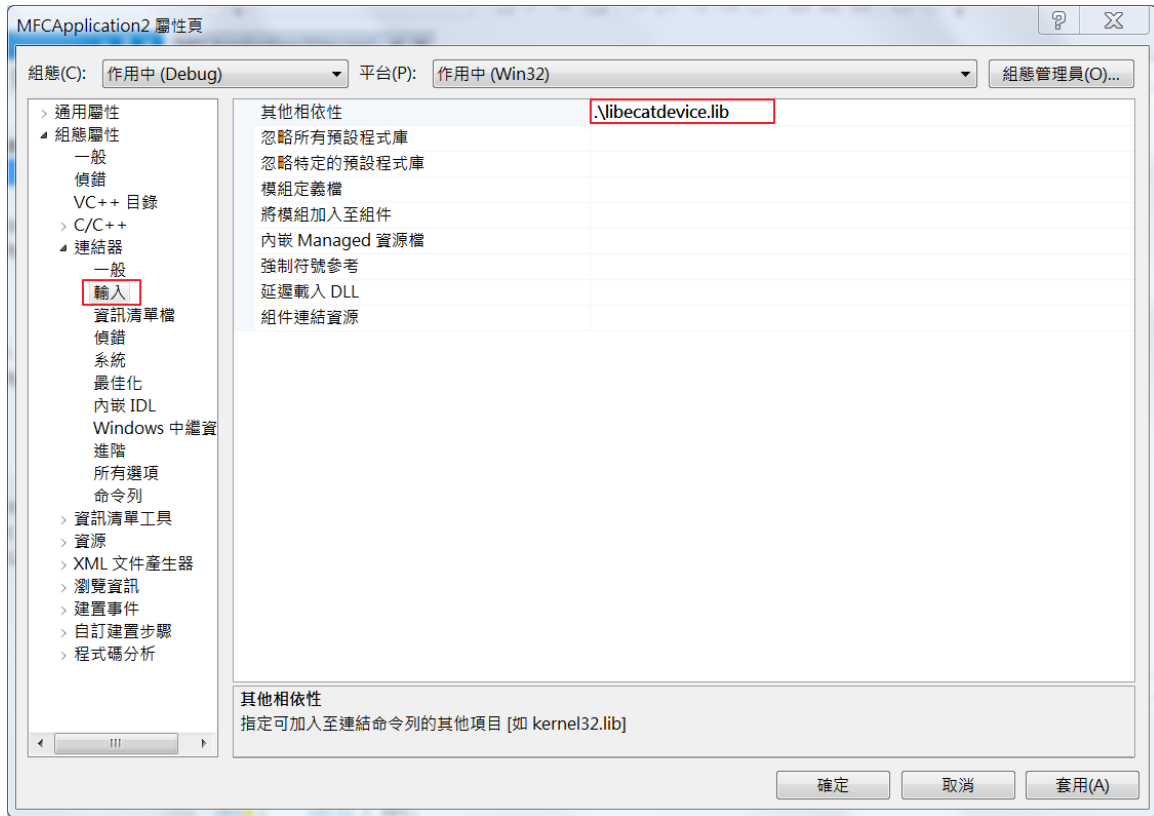 MFCApplication2 屬性頁
組態(C): 作用中 (Debug) 平台(P): 作用中 (Win32) 組態管理員(O)...
通用屬性
組態屬性
一般
偵錯
VC++ 目錄
C/C++
連結器
一般
輸入
資訊清單檔
偵錯
系統
最佳化
內嵌 IDL
Windows 中繼資
進階
所有選項
命令列
資訊清單工具
資源
XML 文件產生器
瀏覽資訊
建置事件
自訂建置步驟
程式碼分析
其他相依性 .\libecatdevice.lib
忽略所有預設程式庫
忽略特定的預設程式庫
模組定義檔
將模組加入至組件
內嵌 Managed 資源檔
強制符號參考
延遲載入 DLL
組件連結資源
其他相依性
指定可加入至連結命令列的其他項目 [如 kernel32.lib]
確定 取消 套用(A)